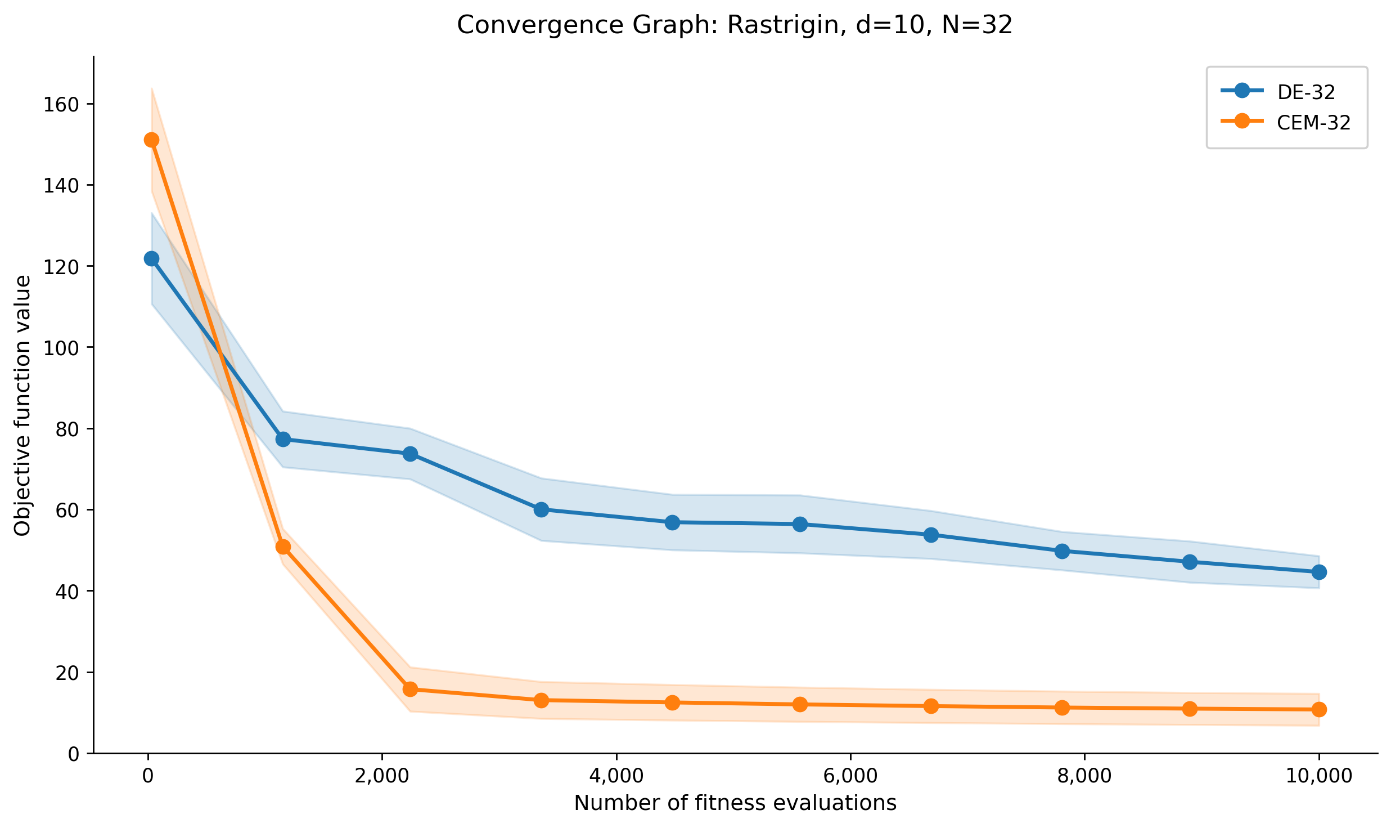 Convergence Graph: Rastrigin, d=10, N=32
DE-32
CEM-32
Objective function value
160
140
120
100
80
60
40
20
0
0 2,000 4,000 6,000 8,000 10,000
Number of fitness evaluations